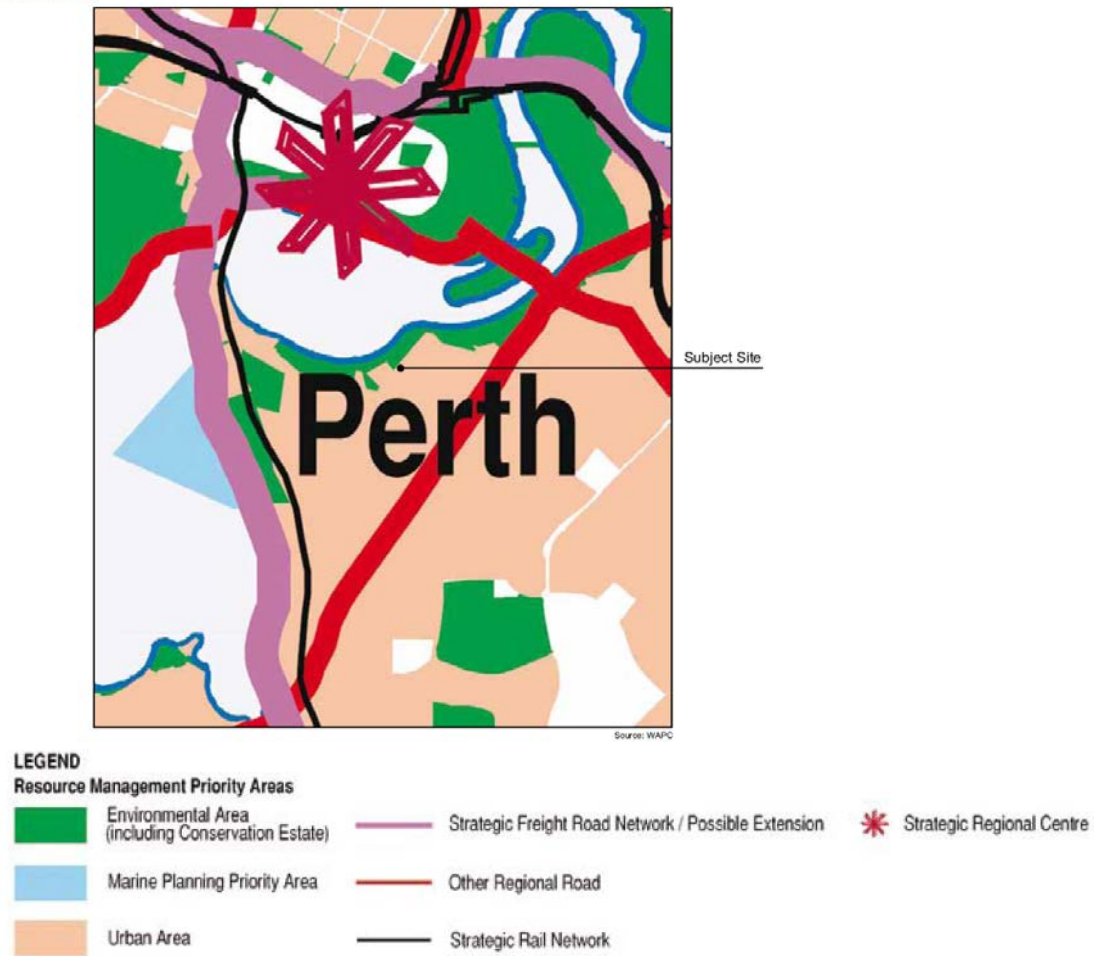 Subject Site
Perth
Source: WAPC
LEGEND
Resource Management Priority Areas
Environmental Area
(including Conservation Estate)
Strategic Freight Road Network / Possible Extension
Strategic Regional Centre
Marine Planning Priority Area
Other Regional Road
Urban Area
Strategic Rail Network